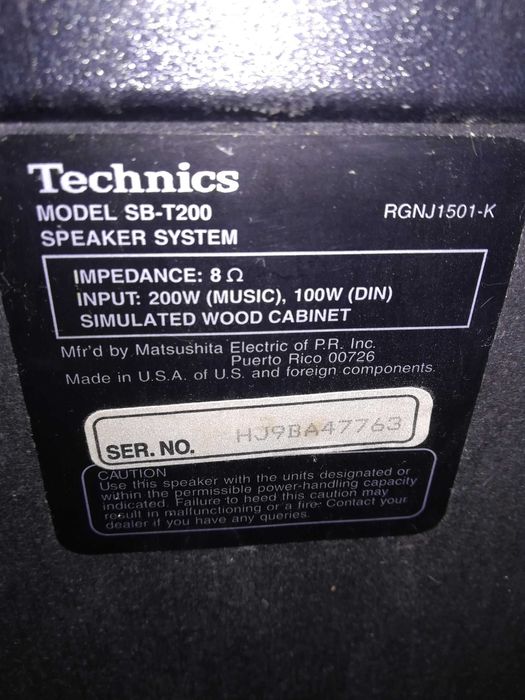 Technics
MODEL SB-T200 RGNJ1501-K
SPEAKER SYSTEM
IMPEDANCE: 8 Ω
INPUT: 200W (MUSIC), 100W (DIN)
SIMULATED WOOD CABINET
Mfr'd by Matsushita Electric of P.R. Inc.
Puerto Rico 00726
Made in U.S.A. of U.S. and foreign components.
SER. NO. HJ9BA47763
CAUTION
Use this speaker with the units designated or
within the permissible power-handling capacity
indicated. Failure to heed this caution may
result in malfunctioning or a fire. Contact your
dealer if you have any queries.